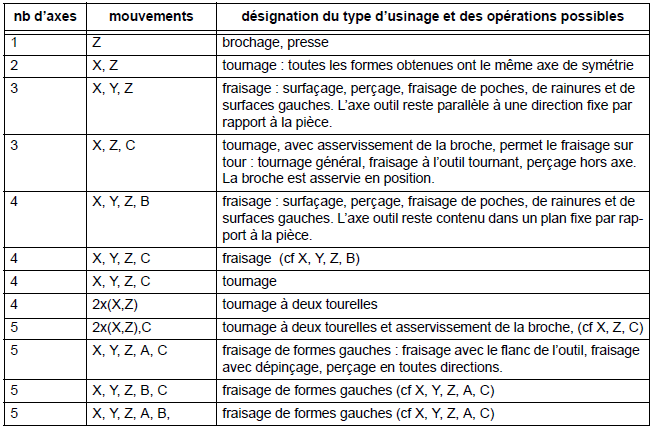 nb d'axes mouvements désignation du type d'usinage et des opérations possibles
1 Z brochage, presse
2 X, Z tournage : toutes les formes obtenues ont le même axe de symétrie
3 X, Y, Z fraisage : surfaçage, perçage, fraisage de poches, de rainures et de
surfaces gauches. L'axe outil reste parallèle à une direction fixe par
rapport à la pièce.
3 X, Z, C tournage, avec asservissement de la broche, permet le fraisage sur
tour : tournage général, fraisage à l'outil tournant, perçage hors axe.
La broche est asservie en position.
4 X, Y, Z, B fraisage : surfaçage, perçage, fraisage de poches, de rainures et de
surfaces gauches. L'axe outil reste contenu dans un plan fixe par rap-
port à la pièce.
4 X, Y, Z, C fraisage (cf X, Y, Z, B)
4 X, Y, Z, C tournage
4 2x(X,Z) tournage à deux tourelles
5 2x(X,Z),C tournage à deux tourelles et asservissement de la broche, (cf X, Z, C)
5 X, Y, Z, A, C fraisage de formes gauches : fraisage avec le flanc de l'outil, fraisage
avec dépinçage, perçage en toutes directions.
5 X, Y, Z, B, C fraisage de formes gauches (cf X, Y, Z, A, C)
5 X, Y, Z, A, B, fraisage de formes gauches (cf X, Y, Z, A, C)